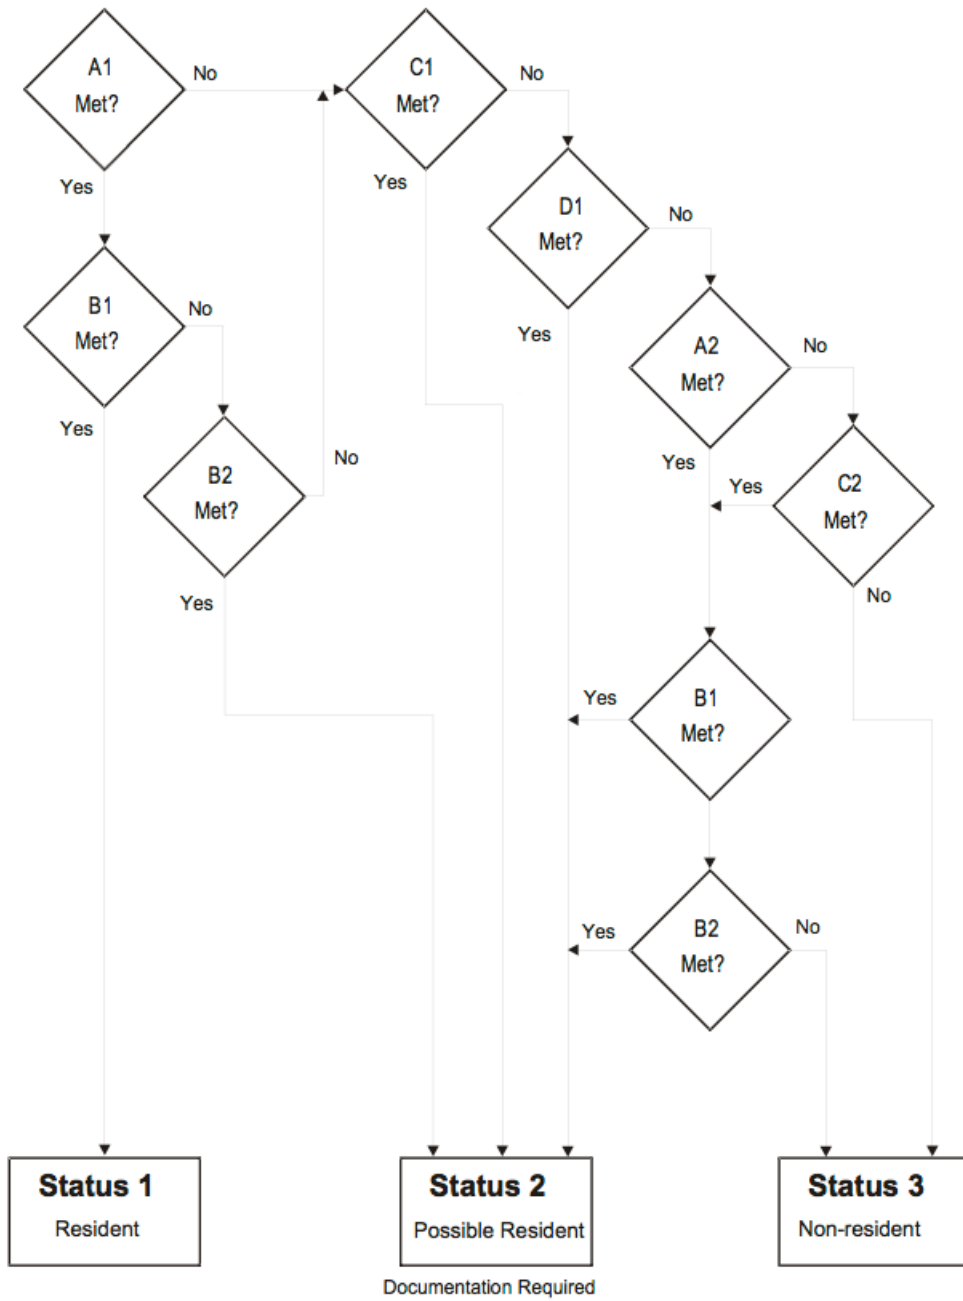 A1
Met?
No
C1
Met?
No
Yes
Yes
D1
Met?
No
B1
Met?
No
Yes
A2
Met?
No
Yes
B2
Met?
No
Yes
Yes
C2
Met?
No
Yes
B1
Met?
Yes
B2
Met?
Yes
No
Status 1
Resident
Status 2
Possible Resident
Status 3
Non-resident
Documentation Required